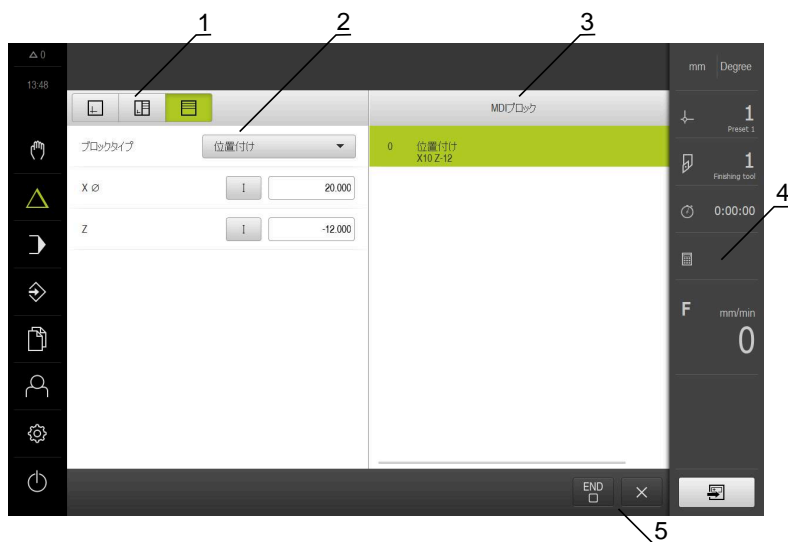 1
2
3
△ 0
13:48
mm Degree
MDIブロック
1
Preset 1
ブロックタイプ
位置付け
0 位置付け
X10 Z-12
1
Finishing tool
X ∅
I
20.000
4
0:00:00
Z
I
-12.000
F mm/min
0
END
5